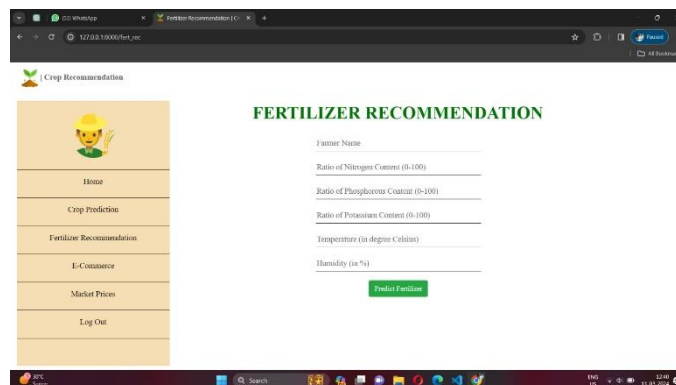 (50) WhatsApp
Fertilizer Recommendation | Cr
127.0.0.1:8000/fert_rec
Paused
All Bookma
| Crop Recommendation
Home
Crop Prediction
Fertilizer Recommendation
E-Commerce
Market Prices
Log Out
FERTILIZER RECOMMENDATION
Farmer Name
Ratio of Nitrogen Content (0-100)
Ratio of Phosphorous Content (0-100)
Ratio of Potassium Content (0-100)
Temperature (in degree Celsius)
Humidity (in %)
Predict Fertilizer
30°C
Search
ENG
US
12:40